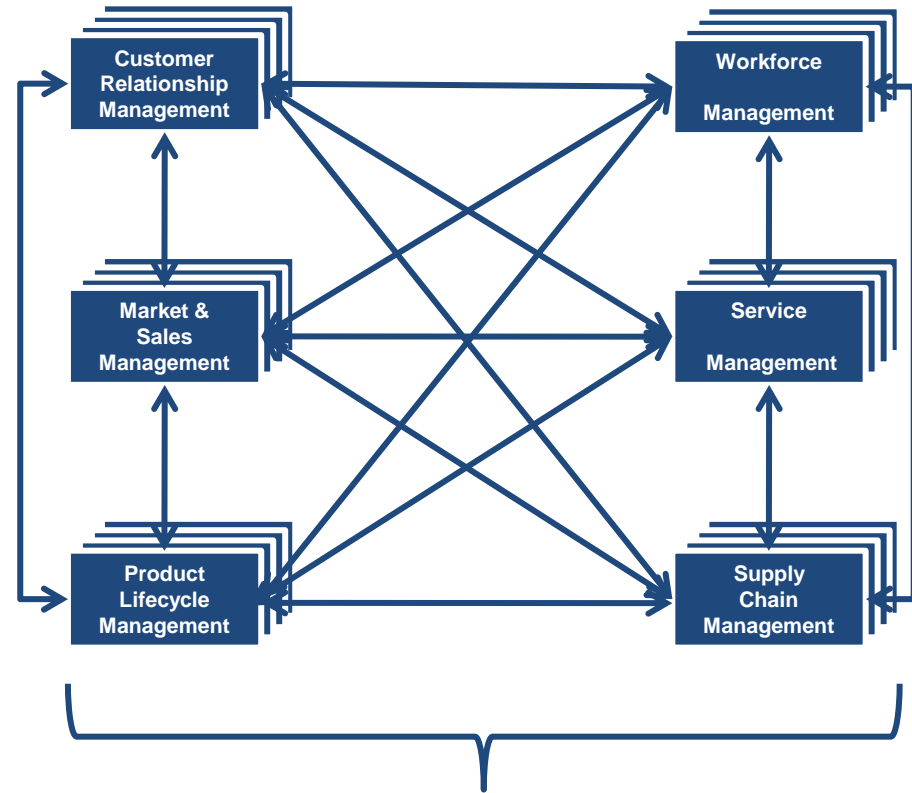 Customer
Relationship
Management
Workforce
Management
Market &
Sales
Management
Service
Management
Product
Lifecycle
Management
Supply
Chain
Management